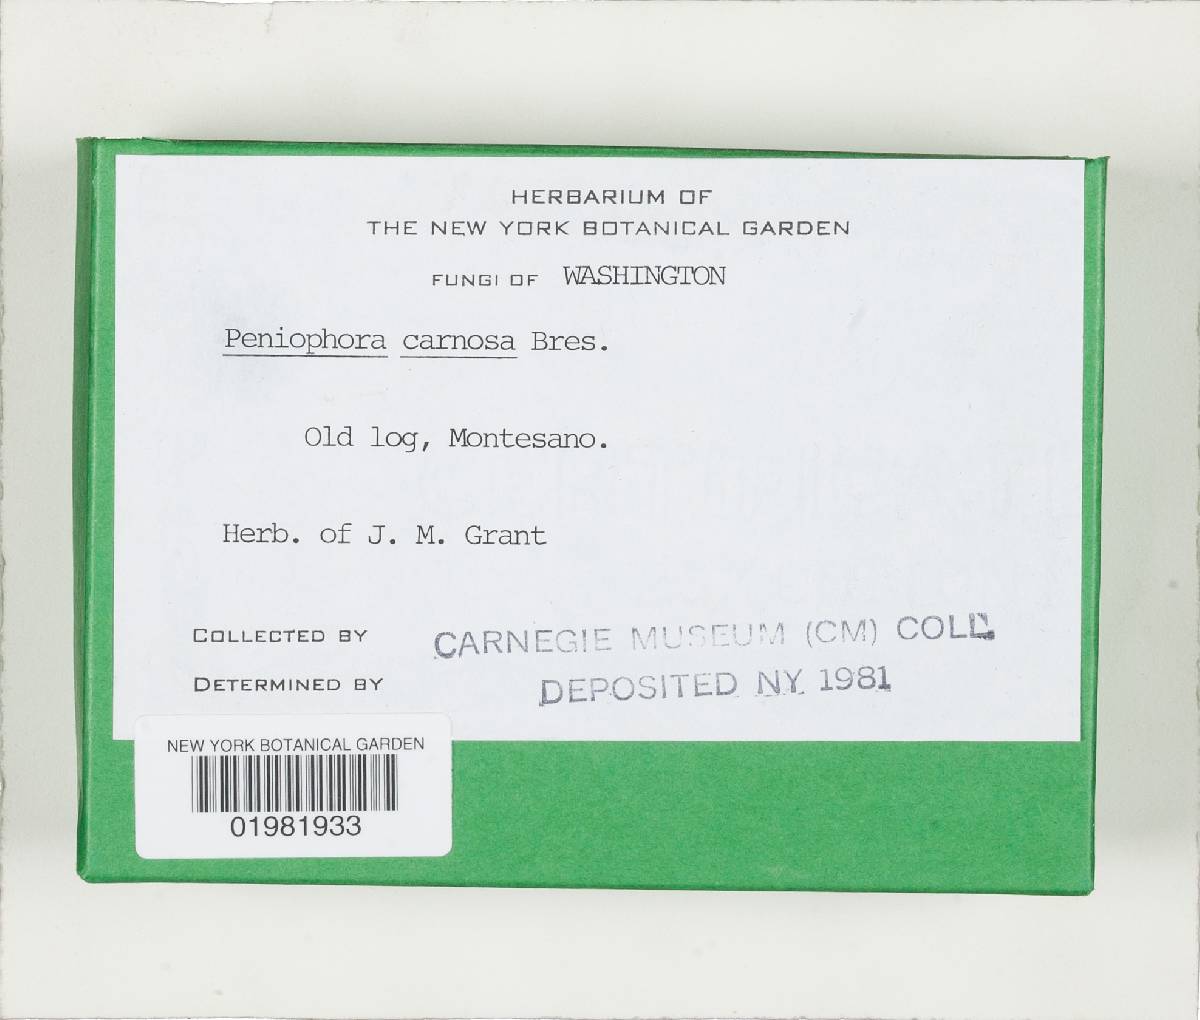 HERBARIUM OF
THE NEW YORK BOTANICAL GARDEN
FUNGI OF WASHINGTON
Peniophora carnosa Bres.
Old log, Montesano.
Herb. of J. M. Grant
COLLECTED BY
CARNEGIE MUSEUM (CM) COLL.
DETERMINED BY
DEPOSITED NY 1981
NEW YORK BOTANICAL GARDEN
01981933